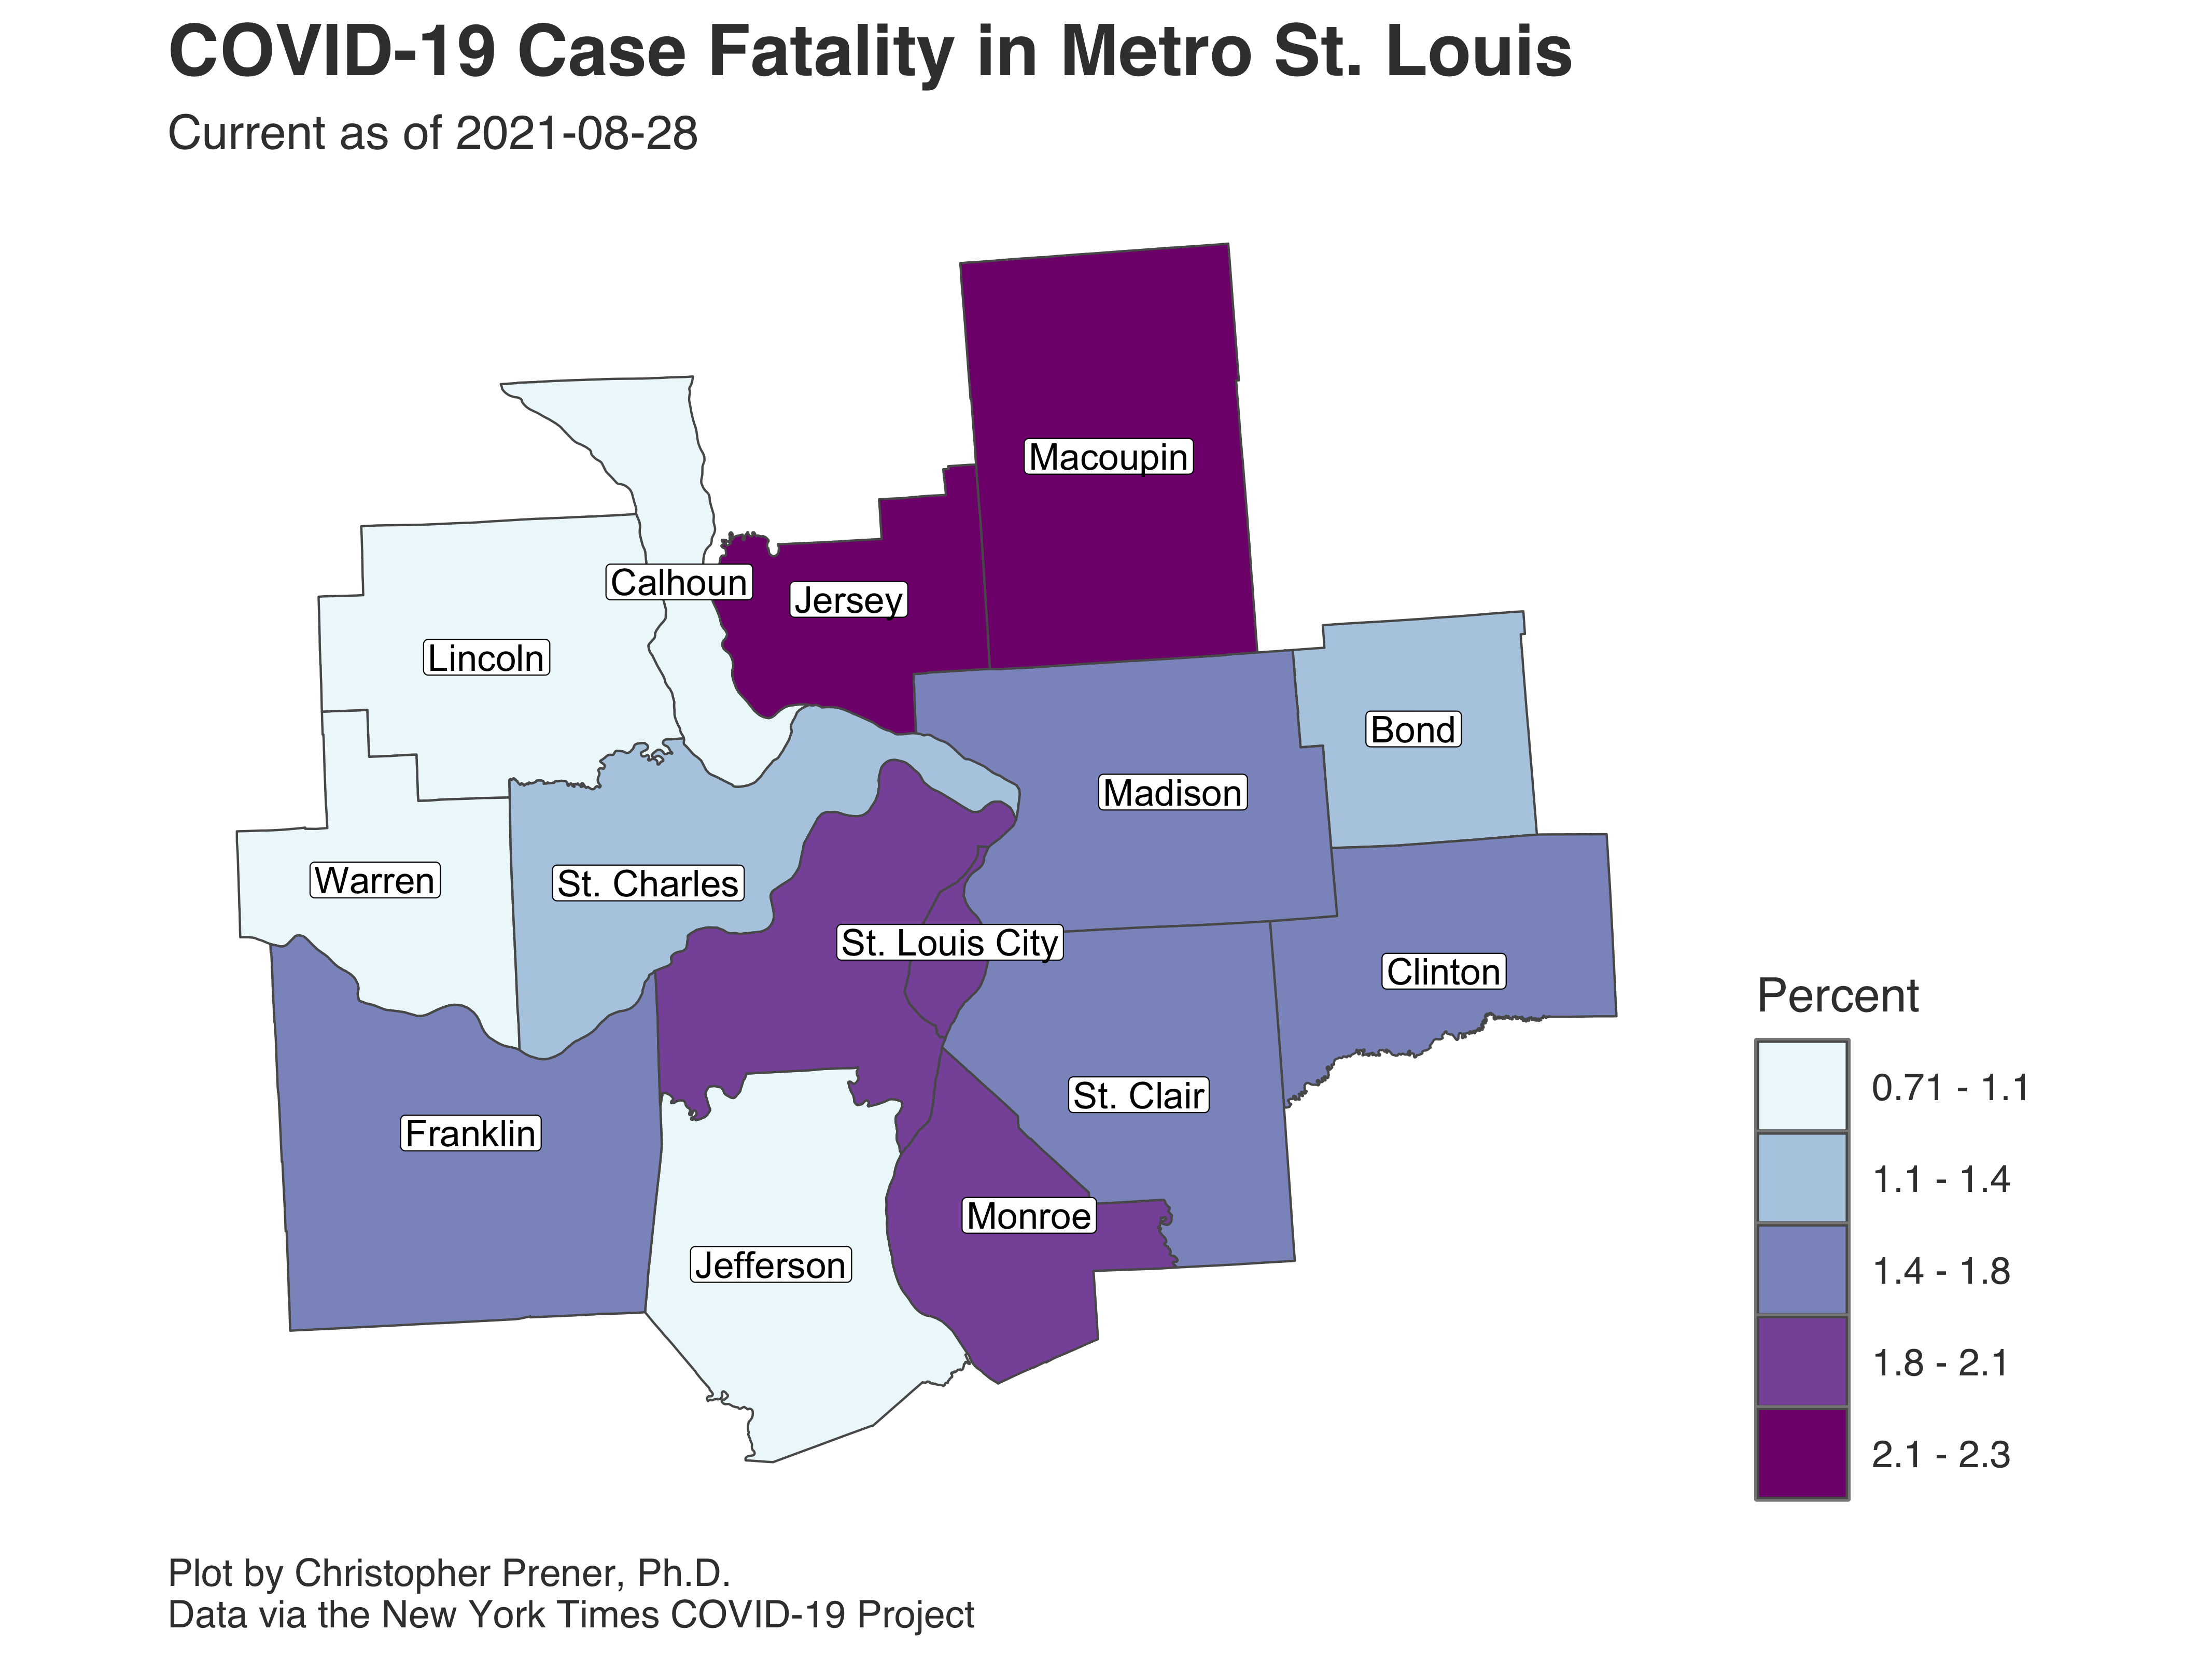 COVID-19 Case Fatality in Metro St. Louis
Current as of 2021-08-28
Macoupin
Calhoun
Jersey
Lincoln
Bond
Madison
Warren
St. Charles
St. Louis City
Clinton
St. Clair
Franklin
Monroe
Jefferson
Percent
0.71 - 1.1
1.1 - 1.4
1.4 - 1.8
1.8 - 2.1
2.1 - 2.3
Plot by Christopher Prener, Ph.D.
Data via the New York Times COVID-19 Project